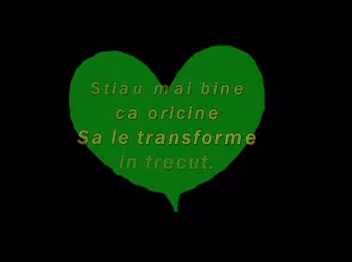 Stiau mai bine
ca oricine
Sa le transforme
in trecut.